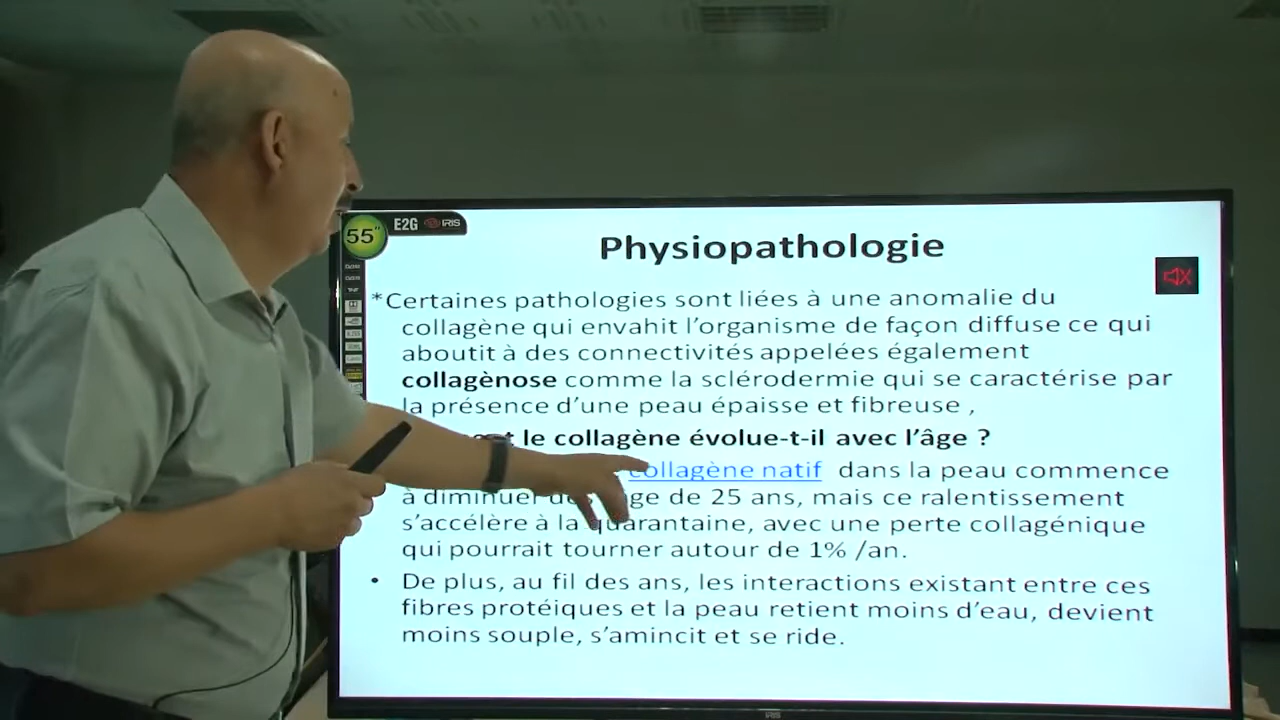 55"
E2G IRIS
Physiopathologie
*Certaines pathologies sont liées à une anomalie du
collagène qui envahit l'organisme de façon diffuse ce qui
aboutit à des connectivités appelées également
collagènose comme la sclérodermie qui se caractérise par
la présence d'une peau épaisse et fibreuse ,
le collagène évolue-t-il avec l'âge ?
collagène natif dans la peau commence
à diminuer de 25 ans, mais ce ralentissement
s'accélère à la quarantaine, avec une perte collagénique
qui pourrait tourner autour de 1% /an.
• De plus, au fil des ans, les interactions existant entre ces
fibres protéiques et la peau retient moins d'eau, devient
moins souple, s'amincit et se ride.
IRIS